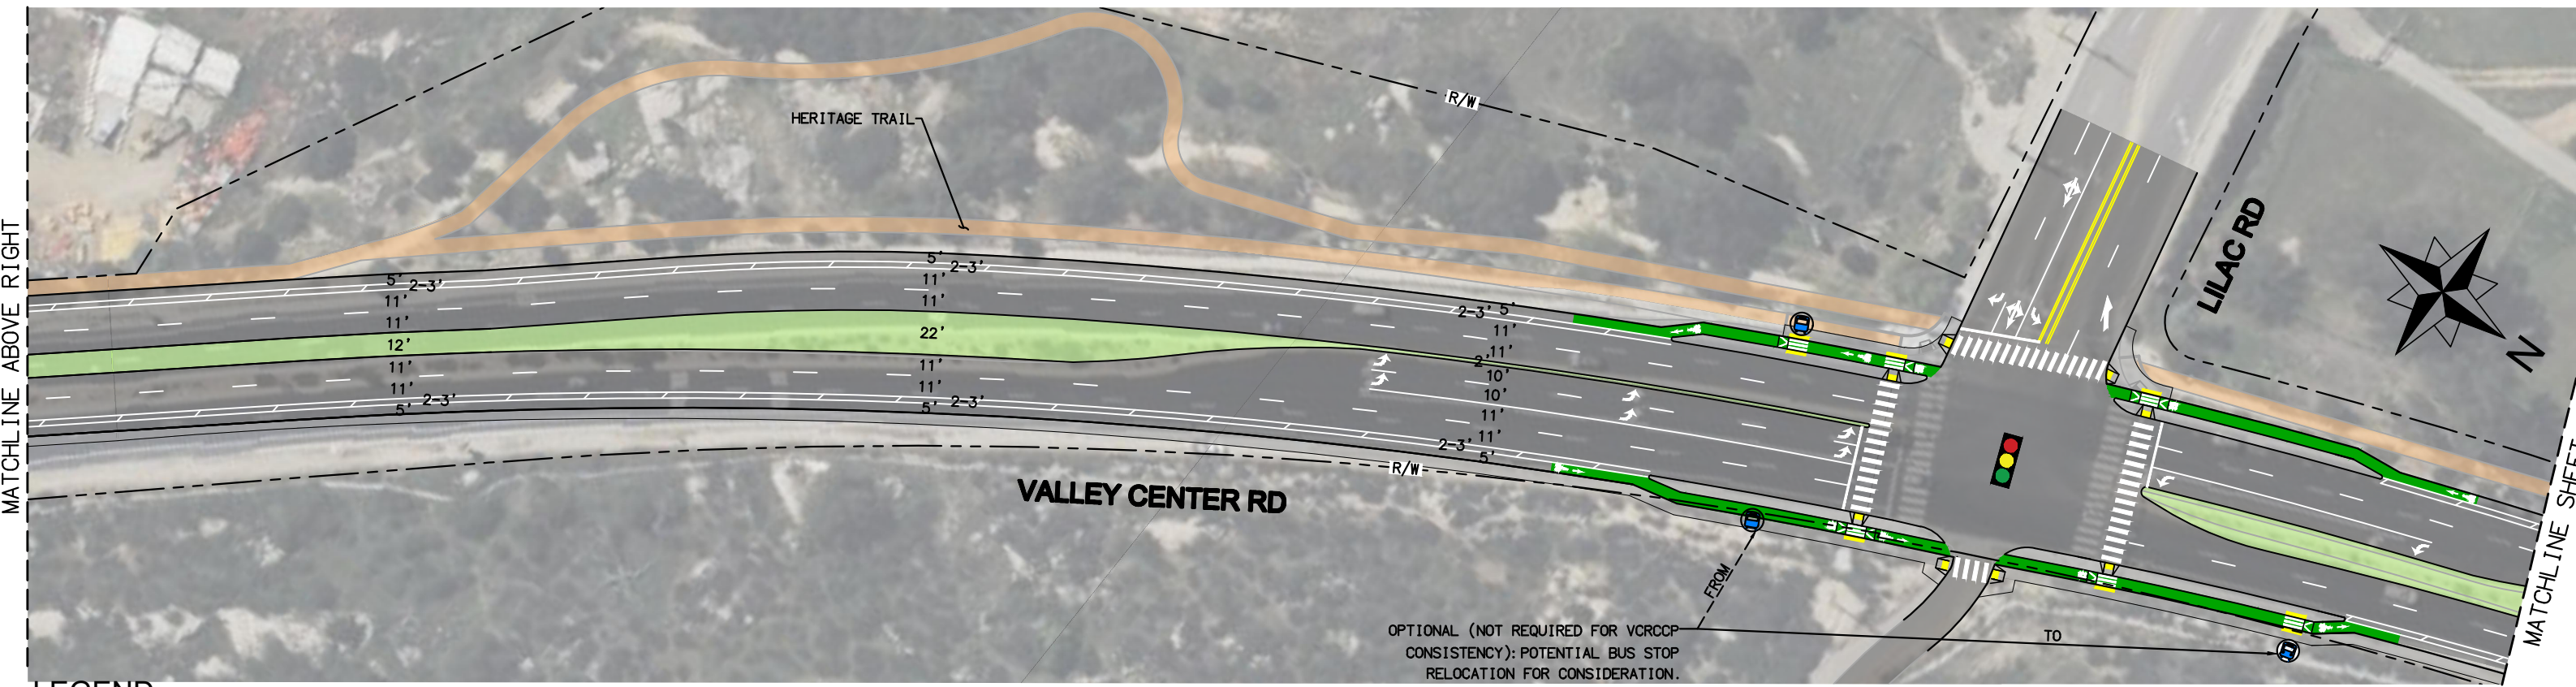 MATCHLINE ABOVE RIGHT
HERITAGE TRAIL
R/W
LILAC RD
N
5'
2-3'
11'
11'
12'
11'
11'
2-3'
5'
5'
2-3'
11'
11'
22'
11'
11'
2-3'
5'
2-3' 5'
11'
11'
2'
10'
10'
11'
11'
2-3'
5'
R/W
VALLEY CENTER RD
FROM
TO
OPTIONAL (NOT REQUIRED FOR VCRCCP
CONSISTENCY): POTENTIAL BUS STOP
RELOCATION FOR CONSIDERATION.
MATCHLINE SHEET
LEGEND